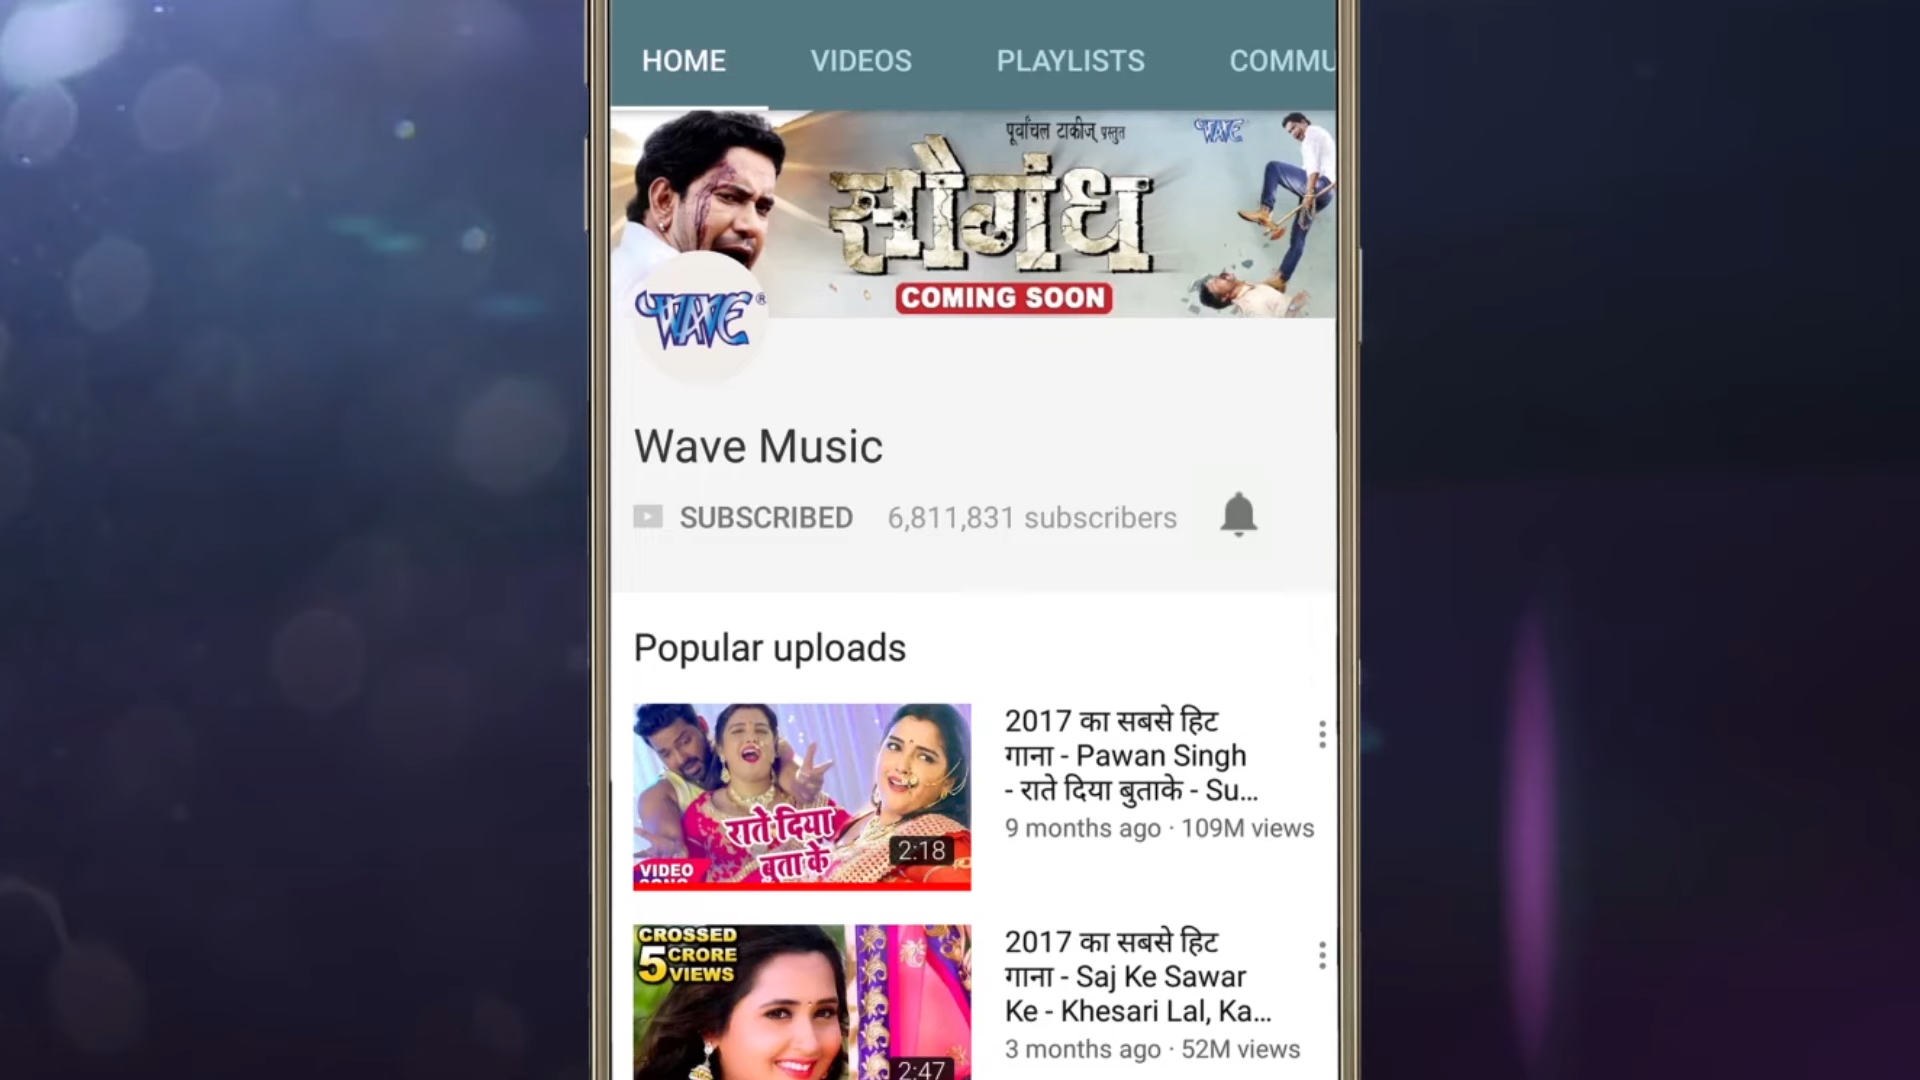 HOME VIDEOS PLAYLISTS COMMU
पूर्वांचल टाकीज् प्रस्तुत
WAVE
सौगंध
COMING SOON
WAVE®
Wave Music
SUBSCRIBED 6,811,831 subscribers
Popular uploads
राते दिया
बुता के
VIDEO
SONG
2:18
2017 का सबसे हिट
गाना - Pawan Singh
- राते दिया बुताके - Su...
9 months ago · 109M views
CROSSED
5 CRORE
VIEWS
2:47
2017 का सबसे हिट
गाना - Saj Ke Sawar
Ke - Khesari Lal, Ka...
3 months ago · 52M views